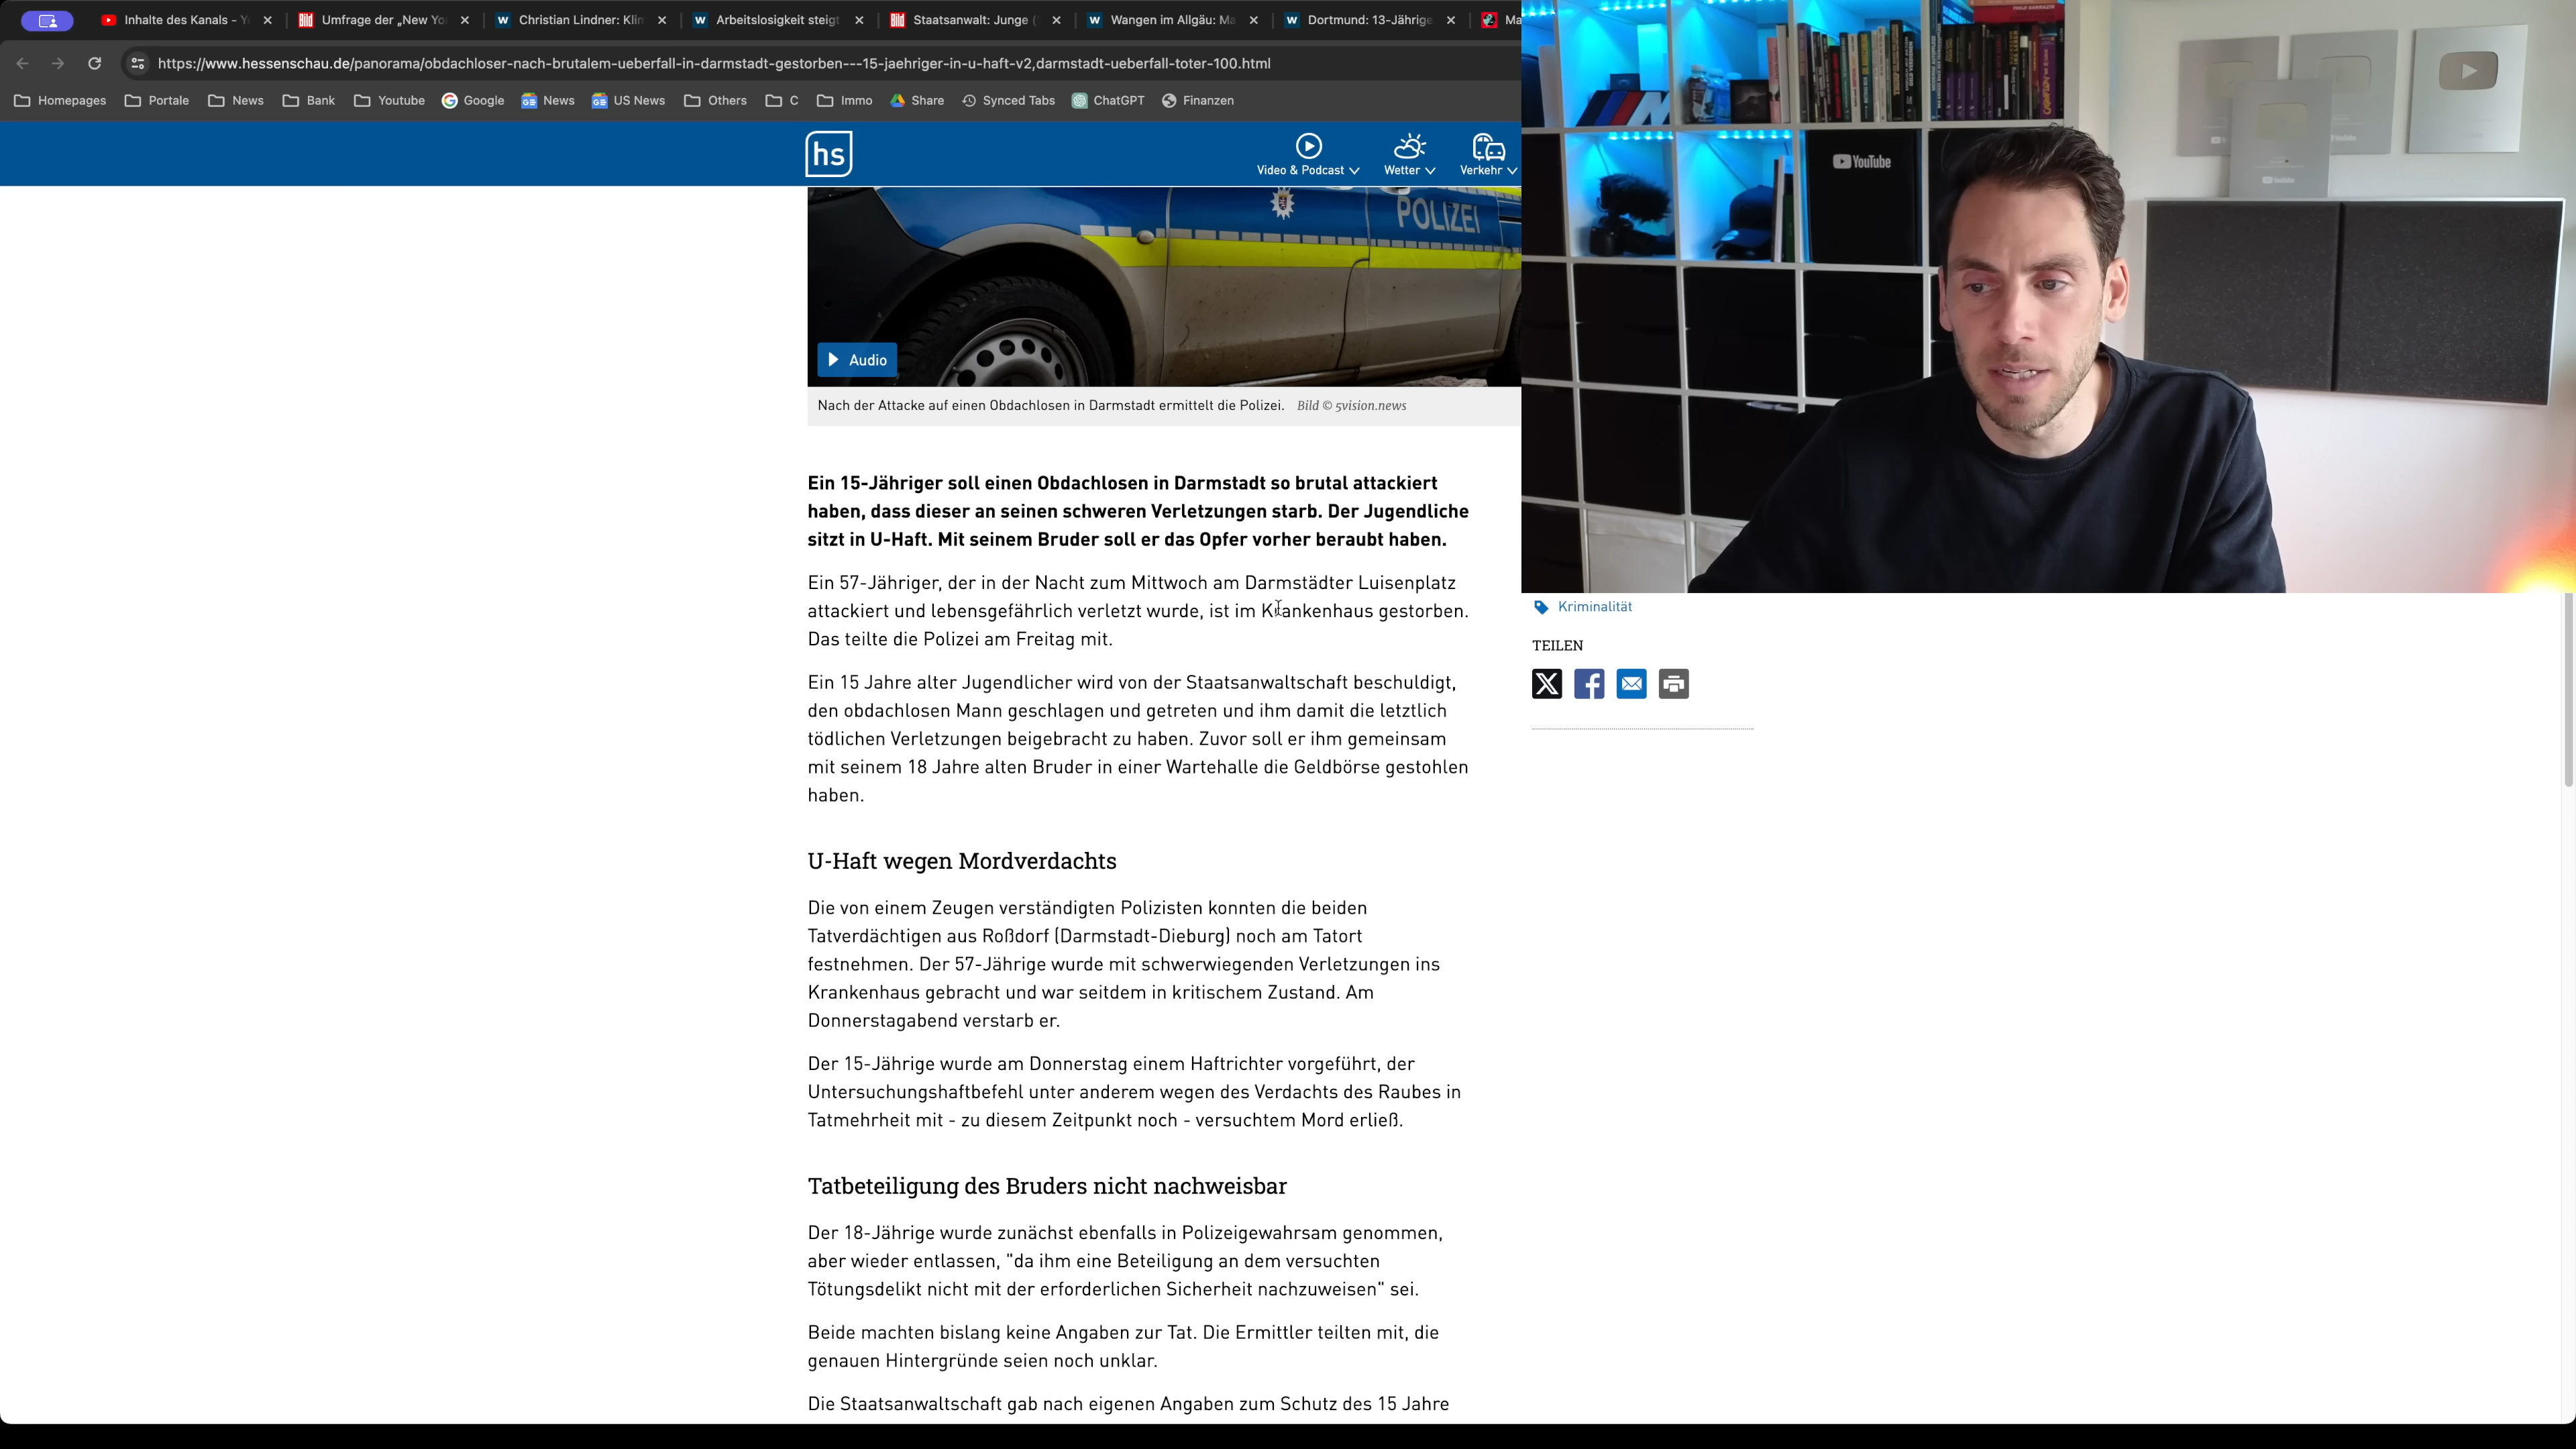 Inhalte des Kanals - Y
Umfrage der „New Yo
Christian Lindner: Klin
Arbeitslosigkeit steigt
Staatsanwalt: Junge (
Wangen im Allgäu: Ma
Dortmund: 13-Jährige
Ma
https://www.hessenschau.de/panorama/obdachloser-nach-brutalem-ueberfall-in-darmstadt-gestorben---15-jaehriger-in-u-haft-v2,darmstadt-ueberfall-toter-100.html
Homepages
Portale
News
Bank
Youtube
Google
News
US News
Others
C
Immo
Share
Synced Tabs
ChatGPT
Finanzen
hs
Video & Podcast
Wetter
Verkehr
YouTube
POLIZEI
Audio
Nach der Attacke auf einen Obdachlosen in Darmstadt ermittelt die Polizei. Bild © 5vision.news
Ein 15-Jähriger soll einen Obdachlosen in Darmstadt so brutal attackiert
haben, dass dieser an seinen schweren Verletzungen starb. Der Jugendliche
sitzt in U-Haft. Mit seinem Bruder soll er das Opfer vorher beraubt haben.
Ein 57-Jähriger, der in der Nacht zum Mittwoch am Darmstädter Luisenplatz
attackiert und lebensgefährlich verletzt wurde, ist im Krankenhaus gestorben.
Das teilte die Polizei am Freitag mit.
Ein 15 Jahre alter Jugendlicher wird von der Staatsanwaltschaft beschuldigt,
den obdachlosen Mann geschlagen und getreten und ihm damit die letztlich
tödlichen Verletzungen beigebracht zu haben. Zuvor soll er ihm gemeinsam
mit seinem 18 Jahre alten Bruder in einer Wartehalle die Geldbörse gestohlen
haben.
U-Haft wegen Mordverdachts
Die von einem Zeugen verständigten Polizisten konnten die beiden
Tatverdächtigen aus Roßdorf (Darmstadt-Dieburg) noch am Tatort
festnehmen. Der 57-Jährige wurde mit schwerwiegenden Verletzungen ins
Krankenhaus gebracht und war seitdem in kritischem Zustand. Am
Donnerstagabend verstarb er.
Der 15-Jährige wurde am Donnerstag einem Haftrichter vorgeführt, der
Untersuchungshaftbefehl unter anderem wegen des Verdachts des Raubes in
Tatmehrheit mit - zu diesem Zeitpunkt noch - versuchtem Mord erließ.
Tatbeteiligung des Bruders nicht nachweisbar
Der 18-Jährige wurde zunächst ebenfalls in Polizeigewahrsam genommen,
aber wieder entlassen, "da ihm eine Beteiligung an dem versuchten
Tötungsdelikt nicht mit der erforderlichen Sicherheit nachzuweisen" sei.
Beide machten bislang keine Angaben zur Tat. Die Ermittler teilten mit, die
genauen Hintergründe seien noch unklar.
Die Staatsanwaltschaft gab nach eigenen Angaben zum Schutz des 15 Jahre
Kriminalität
TEILEN